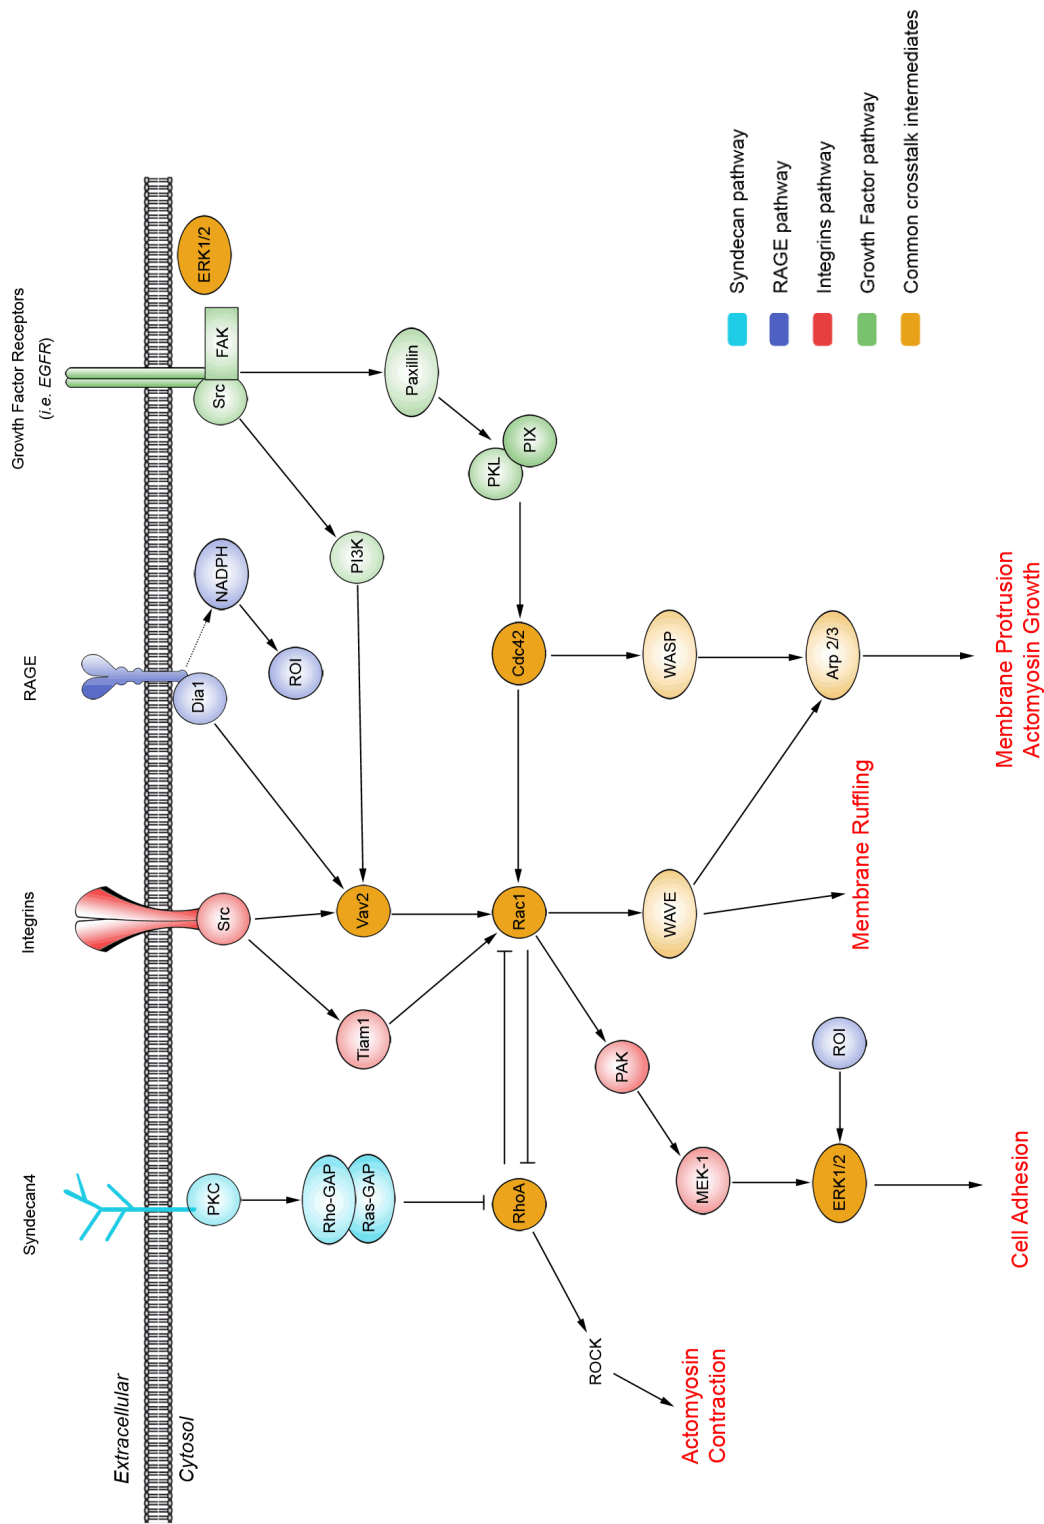 Syndecan4
Integrins
RAGE
Growth Factor Receptors
(i.e. EGFR)
Extracellular
Cytosol
PKC
Src
Dia1
NADPH
Src
FAK
ERK1/2
ROI
Rho-GAP
Ras-GAP
Tiam1
Vav2
PI3K
Paxillin
PKL
PIX
RhoA
Rac1
Cdc42
ROCK
PAK
MEK-1
WAVE
WASP
ERK1/2
ROI
Arp 2/3
Actomyosin
Contraction
Cell Adhesion
Membrane Ruffling
Membrane Protrusion
Actomyosin Growth
Syndecan pathway
RAGE pathway
Integrins pathway
Growth Factor pathway
Common crosstalk intermediates